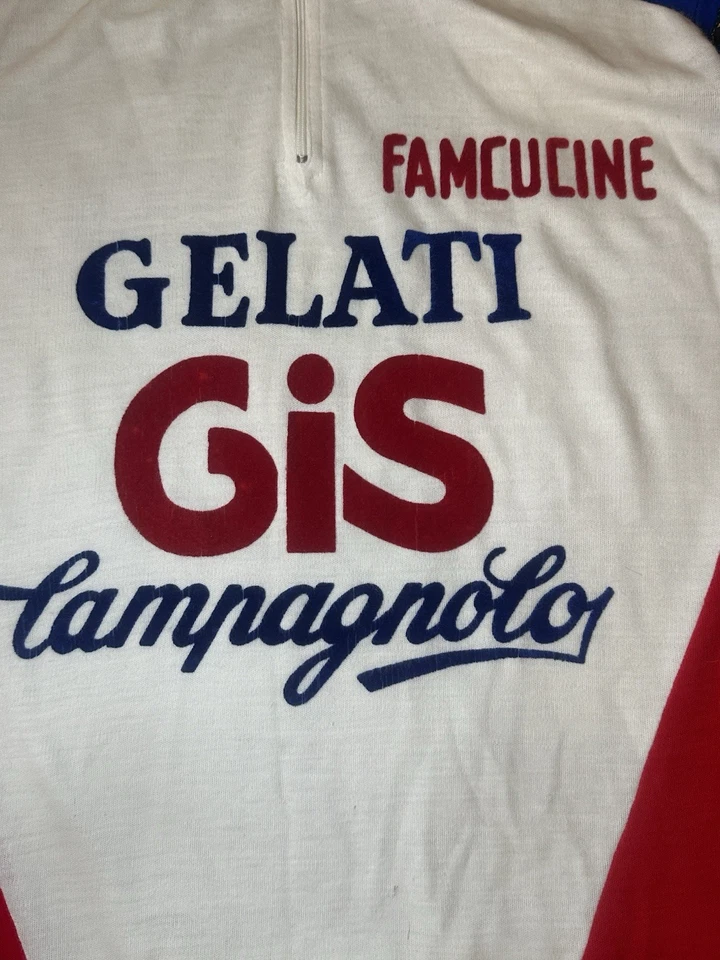 FAMCUCINE
GELATI
GiS
Campagnolo